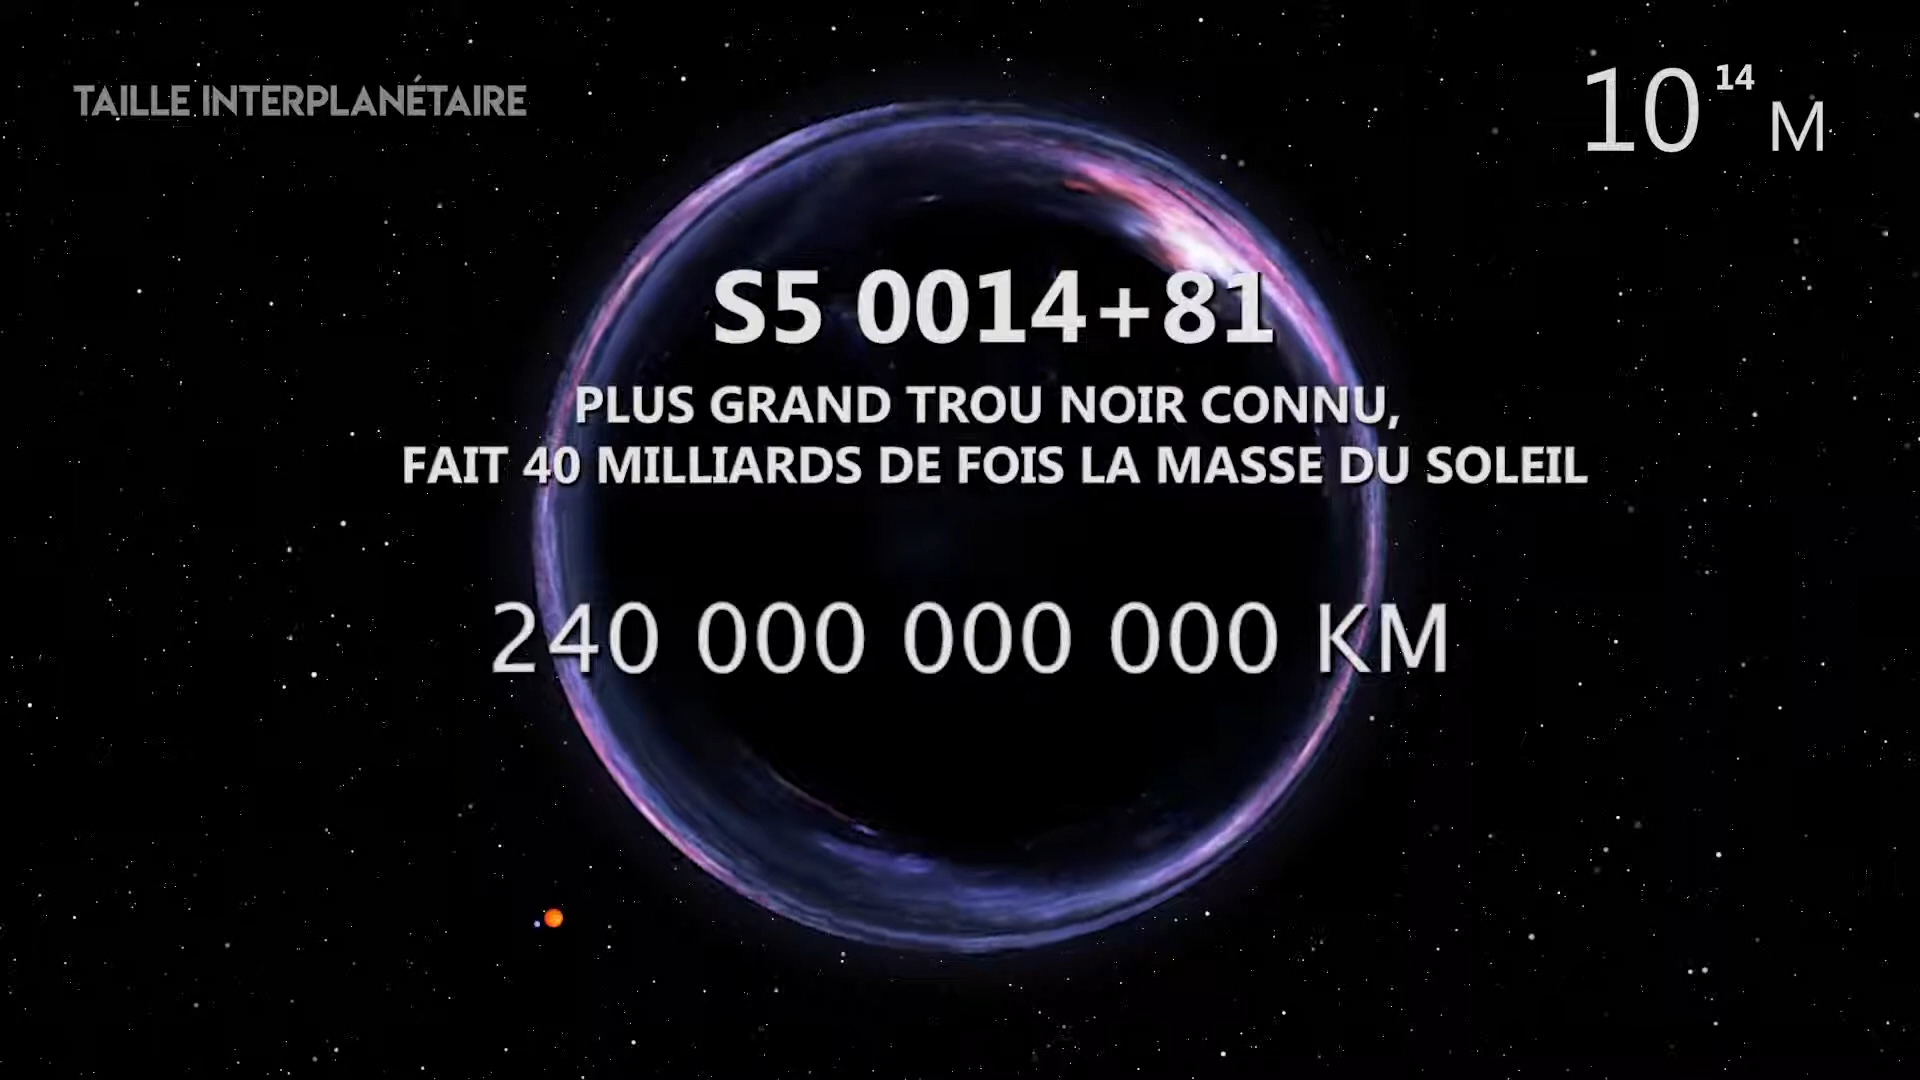 TAILLE INTERPLANÉTAIRE
10¹⁴ M
S5 0014+81
PLUS GRAND TROU NOIR CONNU,
FAIT 40 MILLIARDS DE FOIS LA MASSE DU SOLEIL
240 000 000 000 KM